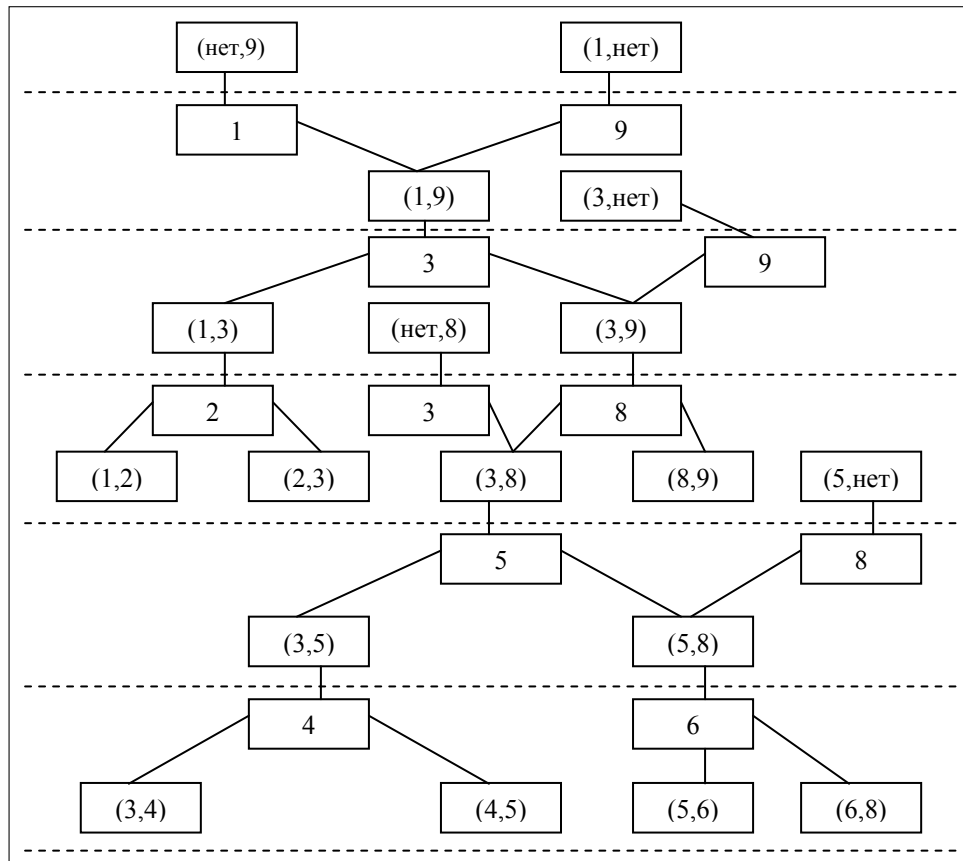 (нет,9) (1,нет)
1 9
(1,9) (3,нет)
3 9
(1,3) (нет,8) (3,9)
2 3 8
(1,2) (2,3) (3,8) (8,9) (5,нет)
5 8
(3,5) (5,8)
4 6
(3,4) (4,5) (5,6) (6,8)